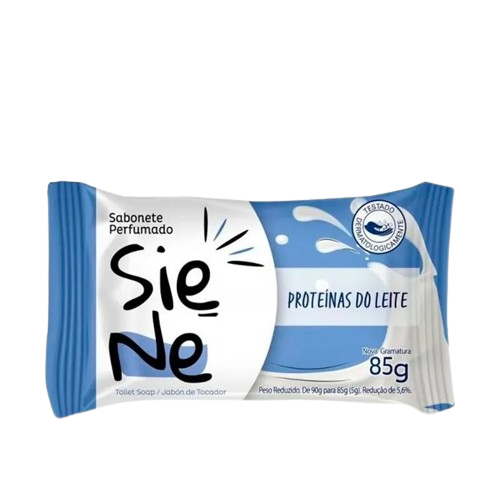 Sabonete
Perfumado
Sie
Ne
Toilet Soap / Jabón de Tocador
TESTADO
DERMATOLOGICAMENTE
PROTEÍNAS DO LEITE
Nova Gramatura
85g
Peso Reduzido. De 90g para 85g (5g). Redução de 5,6%.